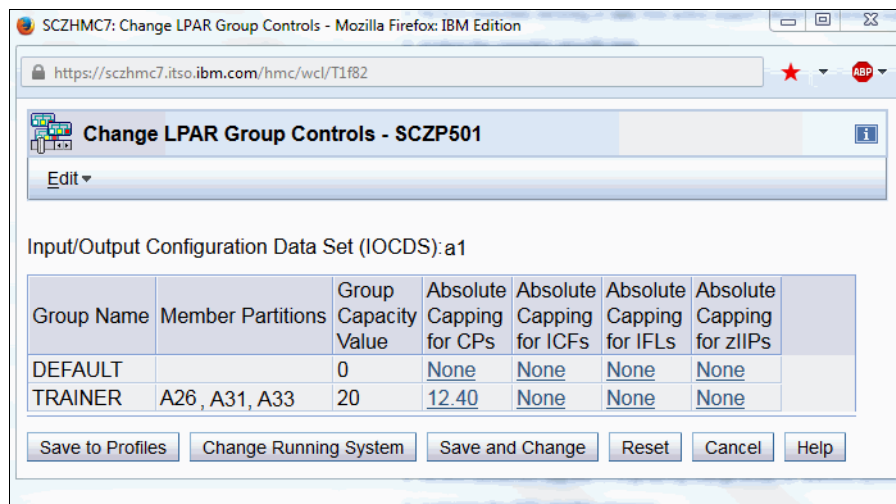 SCZHMC7: Change LPAR Group Controls - Mozilla Firefox: IBM Edition
https://sczhmc7.itso.ibm.com/hmc/wcl/T1f82
ABP
Change LPAR Group Controls - SCZP501
i
Edit
Input/Output Configuration Data Set (IOCDS):a1
Group Name Member Partitions Group Capacity Value Absolute Capping for CPs Absolute Capping for ICFs Absolute Capping for IFLs Absolute Capping for zIIPs
DEFAULT 0 None None None None
TRAINER A26, A31, A33 20 12.40 None None None
Save to Profiles Change Running System Save and Change Reset Cancel Help